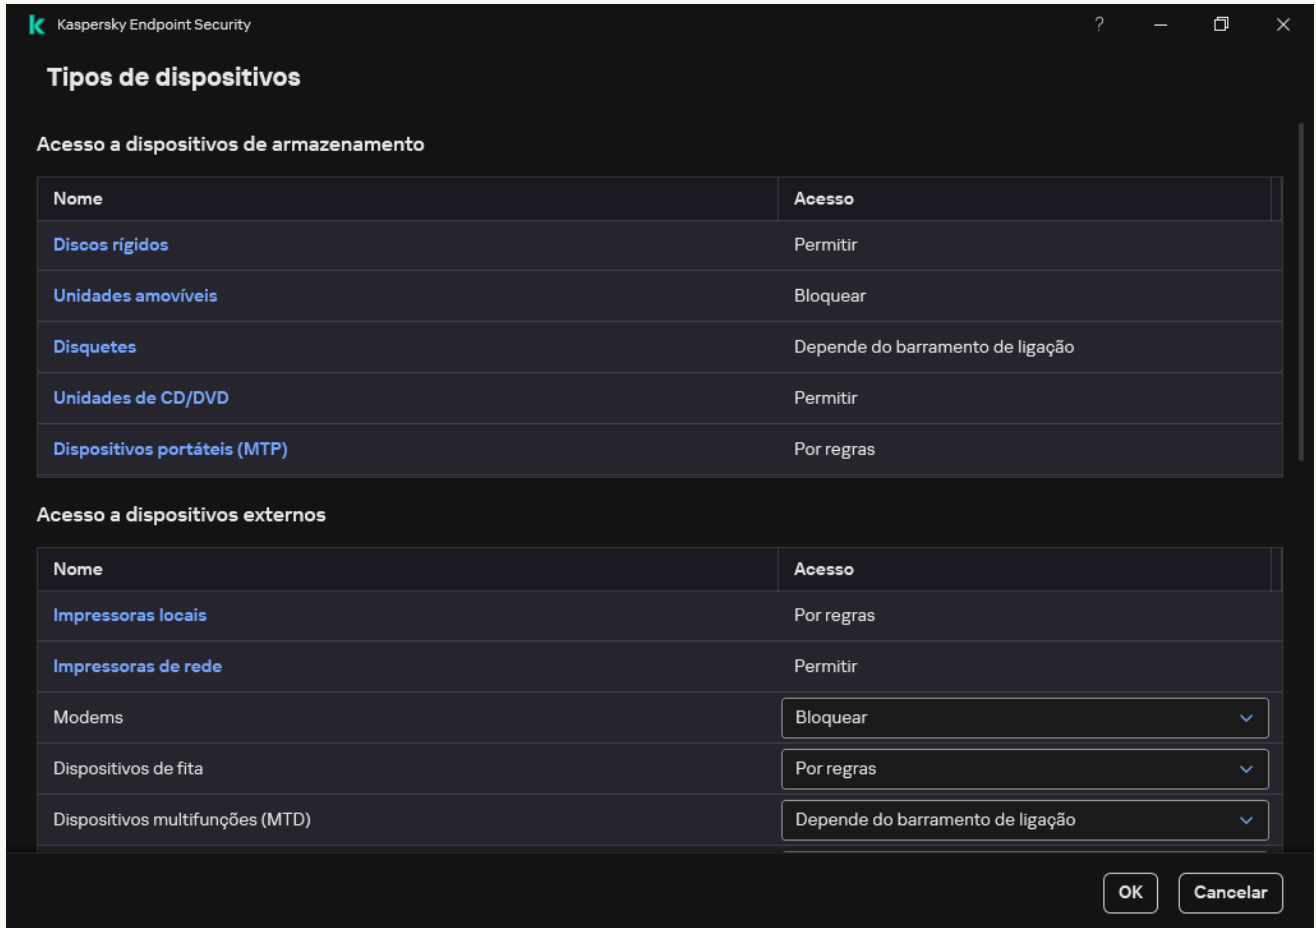 Kaspersky Endpoint Security ?
Tipos de dispositivos
Acesso a dispositivos de armazenamento
Nome Acesso
Discos rígidos Permitir
Unidades amovíveis Bloquear
Disquetes Depende do barramento de ligação
Unidades de CD/DVD Permitir
Dispositivos portáteis (MTP) Por regras
Acesso a dispositivos externos
Nome Acesso
Impressoras locais Por regras
Impressoras de rede Permitir
Modems Bloquear
Dispositivos de fita Por regras
Dispositivos multifunções (MTD) Depende do barramento de ligação
OK Cancelar